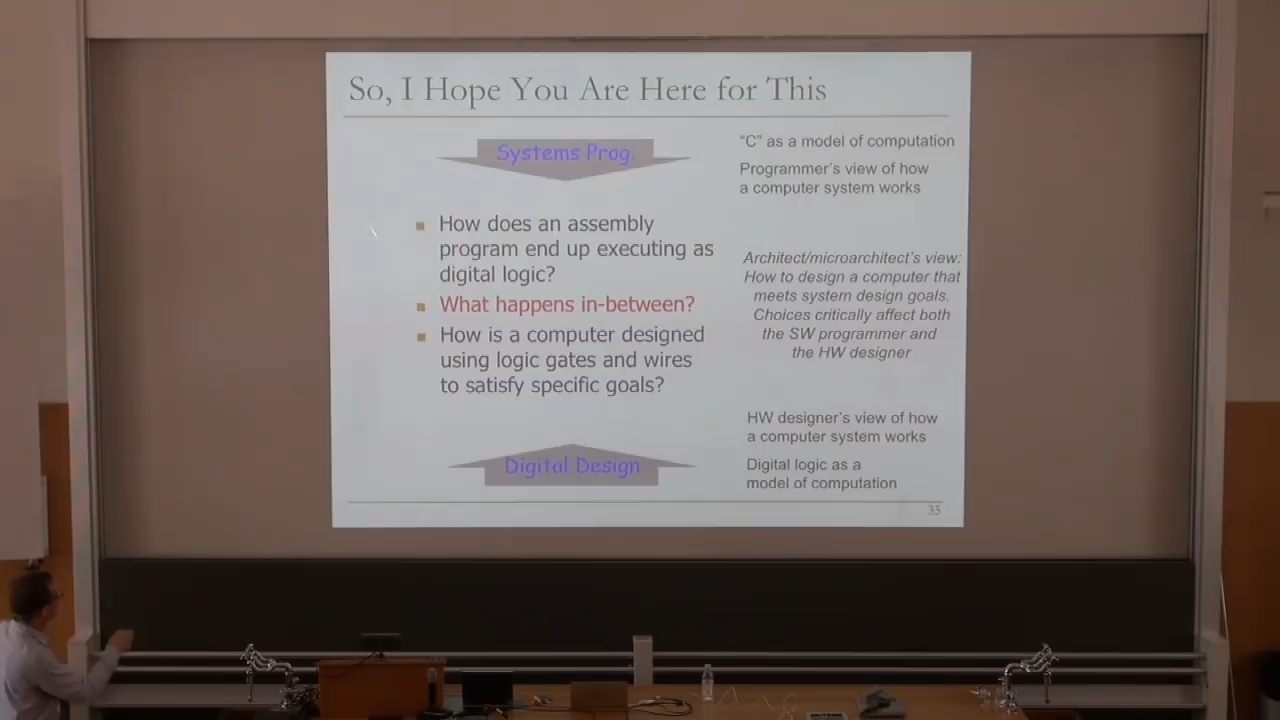 So, I Hope You Are Here for This
Systems Prog.
"C" as a model of computation
Programmer's view of how
a computer system works
How does an assembly
program end up executing as
digital logic?
What happens in-between?
How is a computer designed
using logic gates and wires
to satisfy specific goals?
Architect/microarchitect's view:
How to design a computer that
meets system design goals.
Choices critically affect both
the SW programmer and
the HW designer
Digital Design
HW designer's view of how
a computer system works
Digital logic as a
model of computation
35